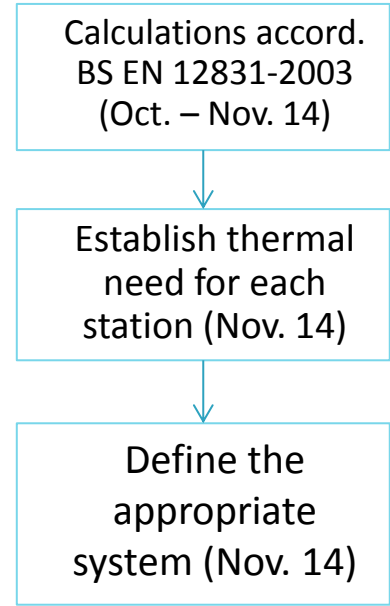 Calculations accord.
BS EN 12831-2003
(Oct. – Nov. 14)
Establish thermal
need for each
station (Nov. 14)
Define the
appropriate
system (Nov. 14)